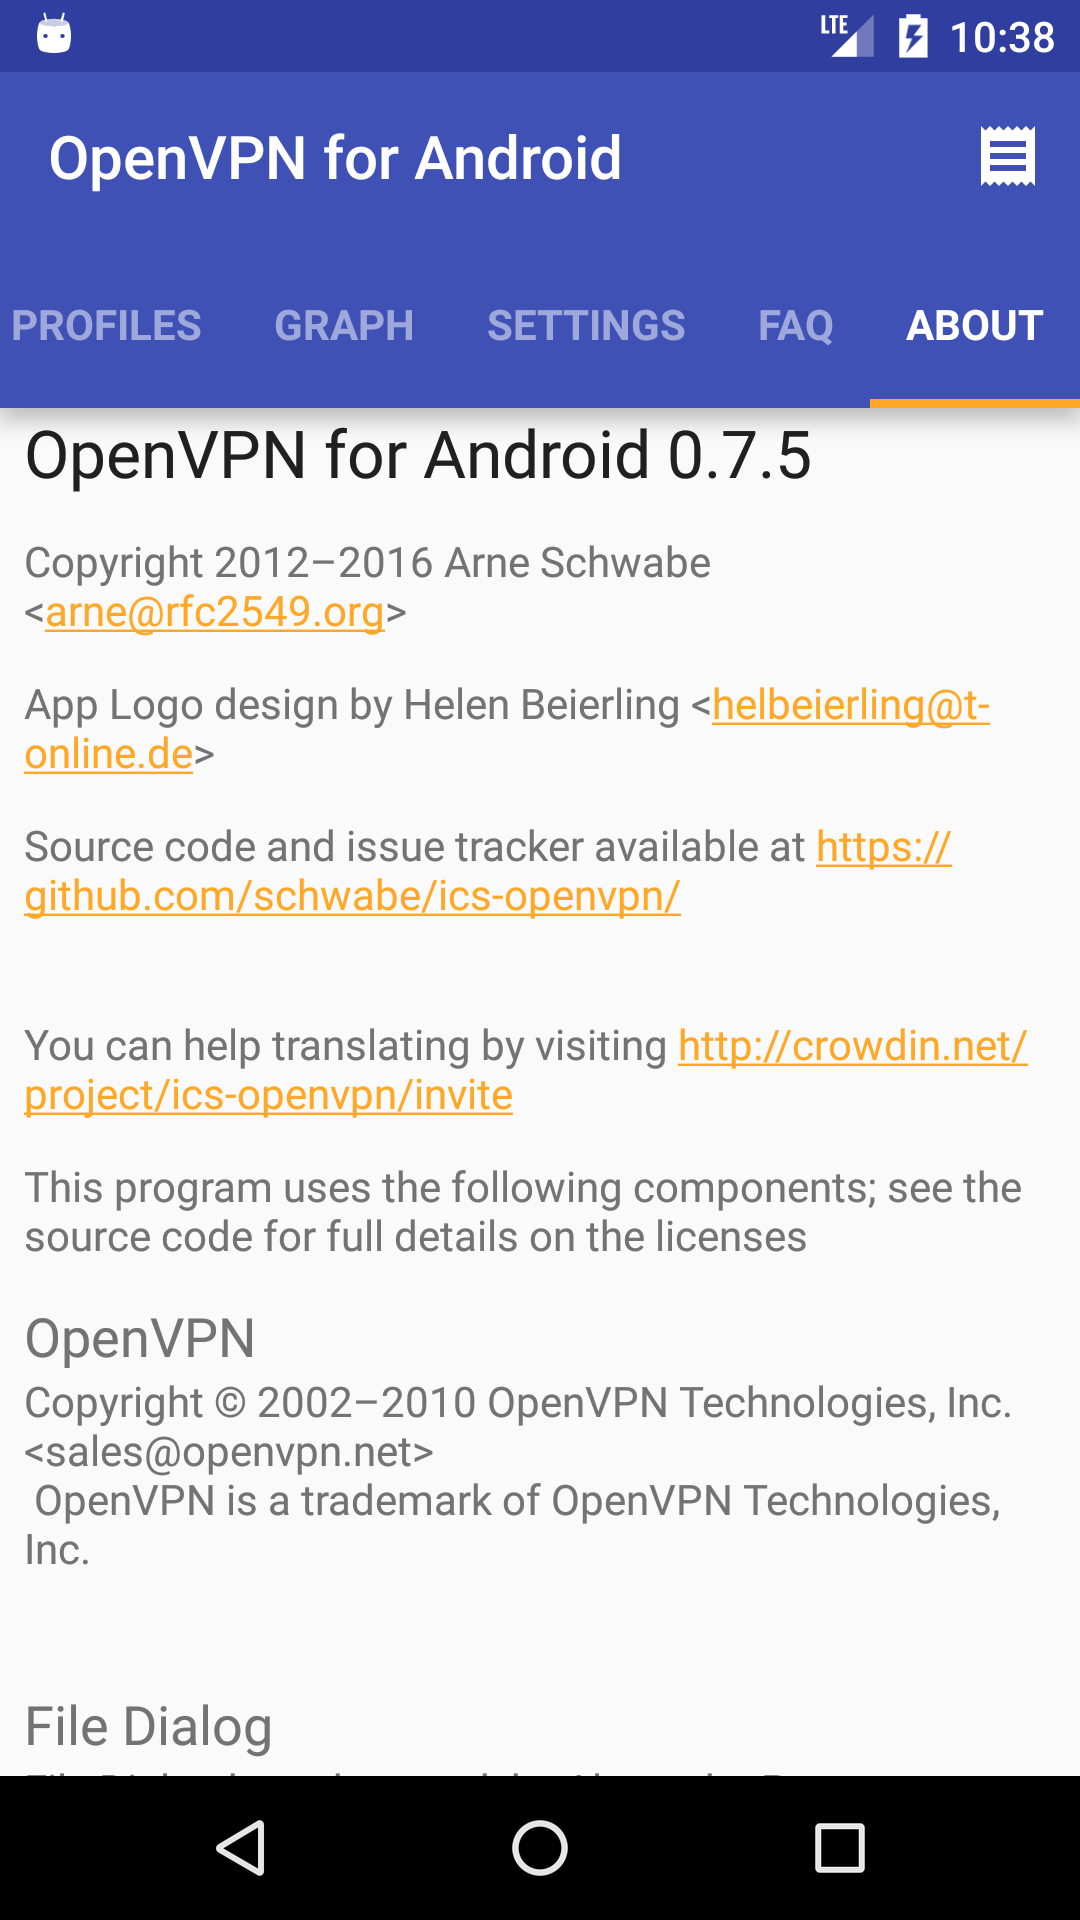 LTE 10:38
OpenVPN for Android
PROFILES GRAPH SETTINGS FAQ ABOUT
OpenVPN for Android 0.7.5
Copyright 2012–2016 Arne Schwabe
<arne@rfc2549.org>
App Logo design by Helen Beierling <helbeierling@t-
online.de>
Source code and issue tracker available at https://
github.com/schwabe/ics-openvpn/
You can help translating by visiting http://crowdin.net/
project/ics-openvpn/invite
This program uses the following components; see the
source code for full details on the licenses
OpenVPN
Copyright © 2002–2010 OpenVPN Technologies, Inc.
<sales@openvpn.net>
OpenVPN is a trademark of OpenVPN Technologies,
Inc.
File Dialog